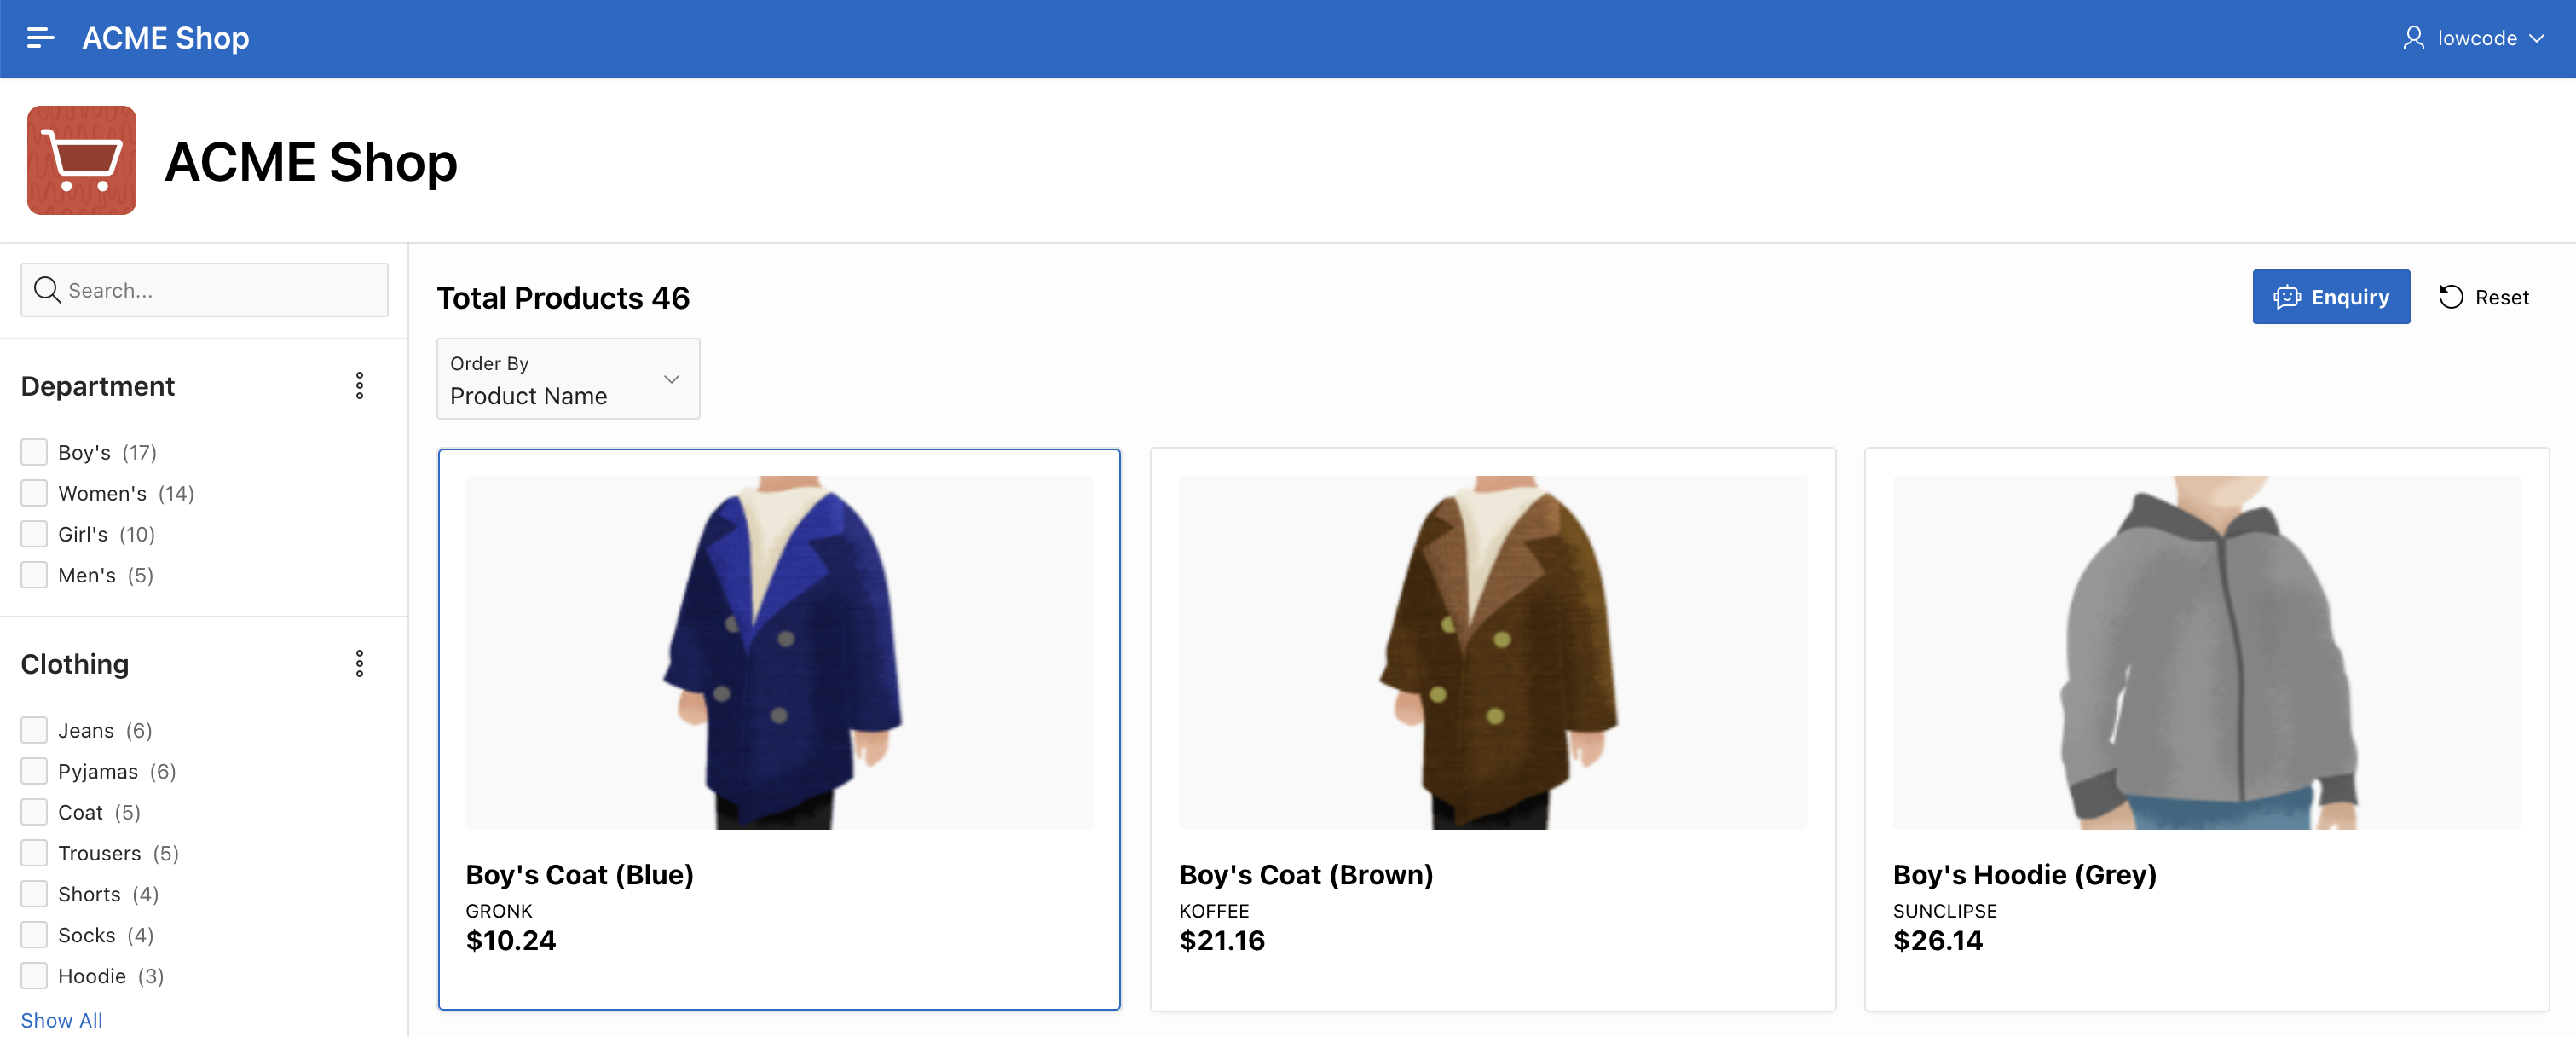 ACME Shop
lowcode
ACME Shop
Search...
Department
Boy's (17)
Women's (14)
Girl's (10)
Men's (5)
Clothing
Jeans (6)
Pyjamas (6)
Coat (5)
Trousers (5)
Shorts (4)
Socks (4)
Hoodie (3)
Show All
Total Products 46
Enquiry
Reset
Order By
Product Name
Boy's Coat (Blue)
GRONK
$10.24
Boy's Coat (Brown)
KOFFEE
$21.16
Boy's Hoodie (Grey)
SUNCLIPSE
$26.14